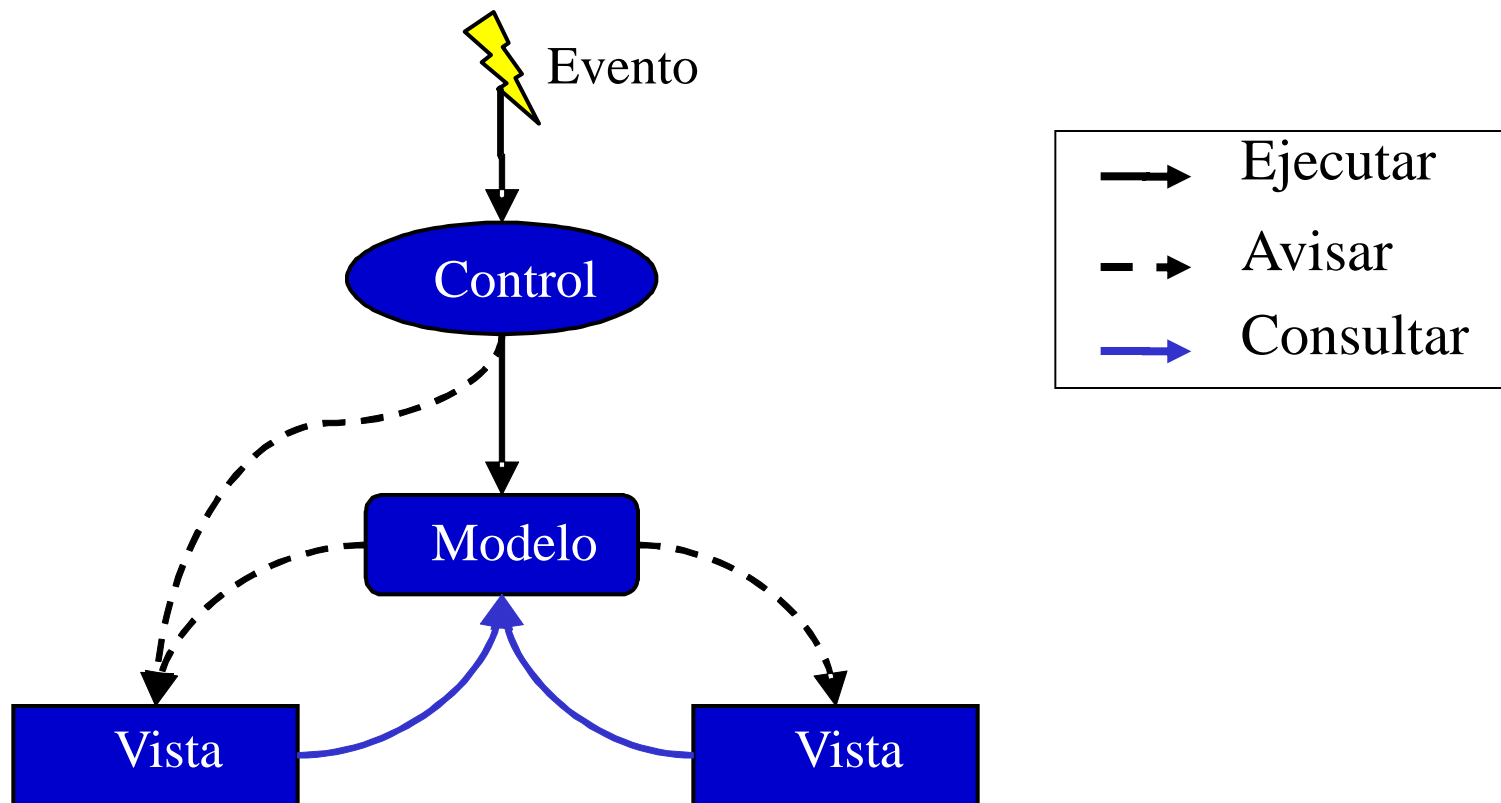 Evento
Ejecutar
Avisar
Control
Consultar
Modelo
Vista
Vista